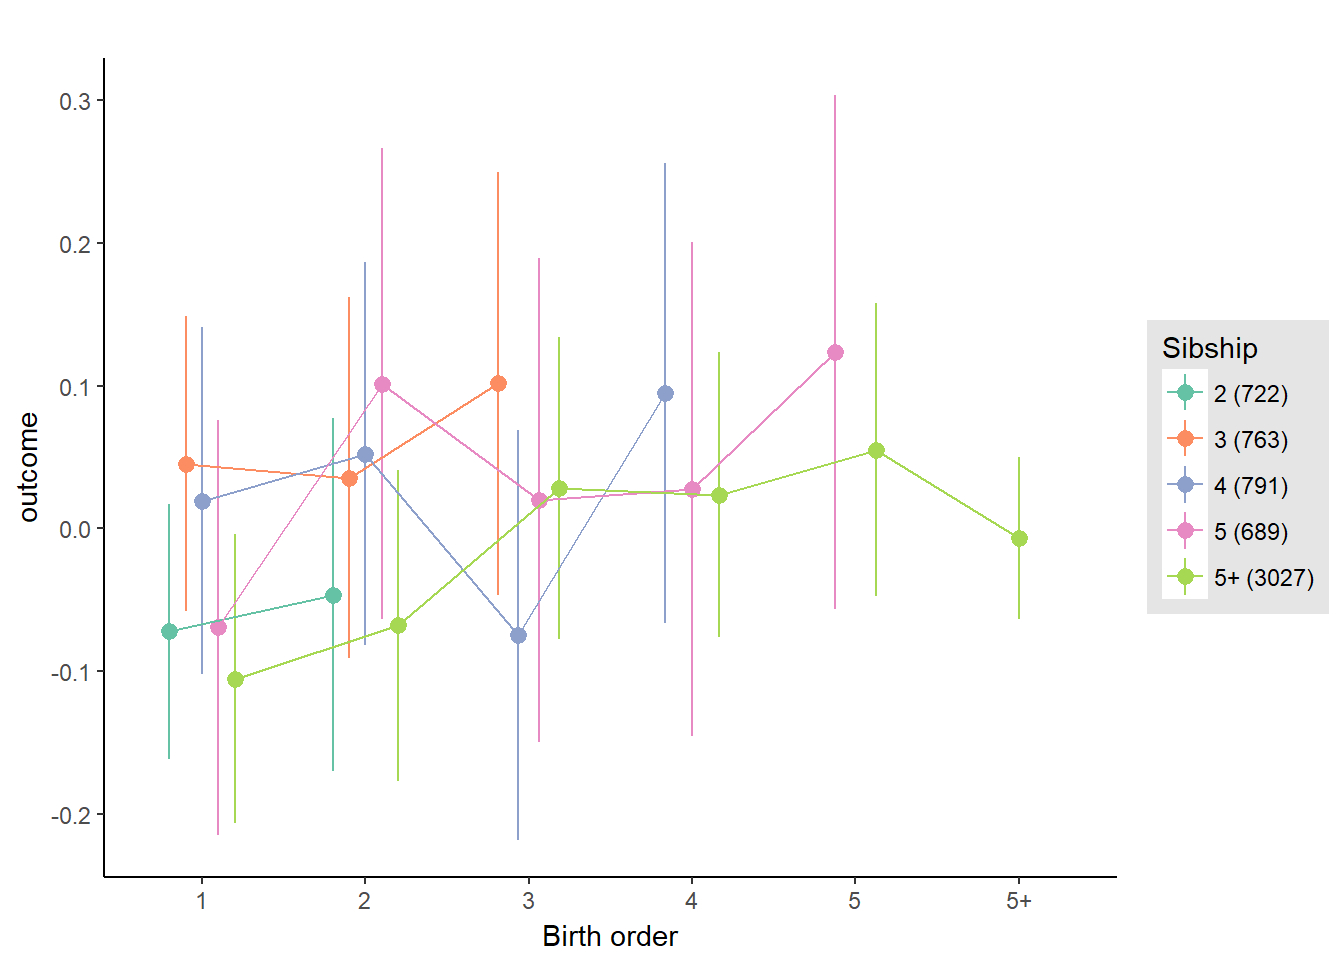 0.3
0.2
0.1
0.0
-0.1
-0.2
outcome
1 2 3 4 5 5+
Birth order
Sibship
2 (722)
3 (763)
4 (791)
5 (689)
5+ (3027)